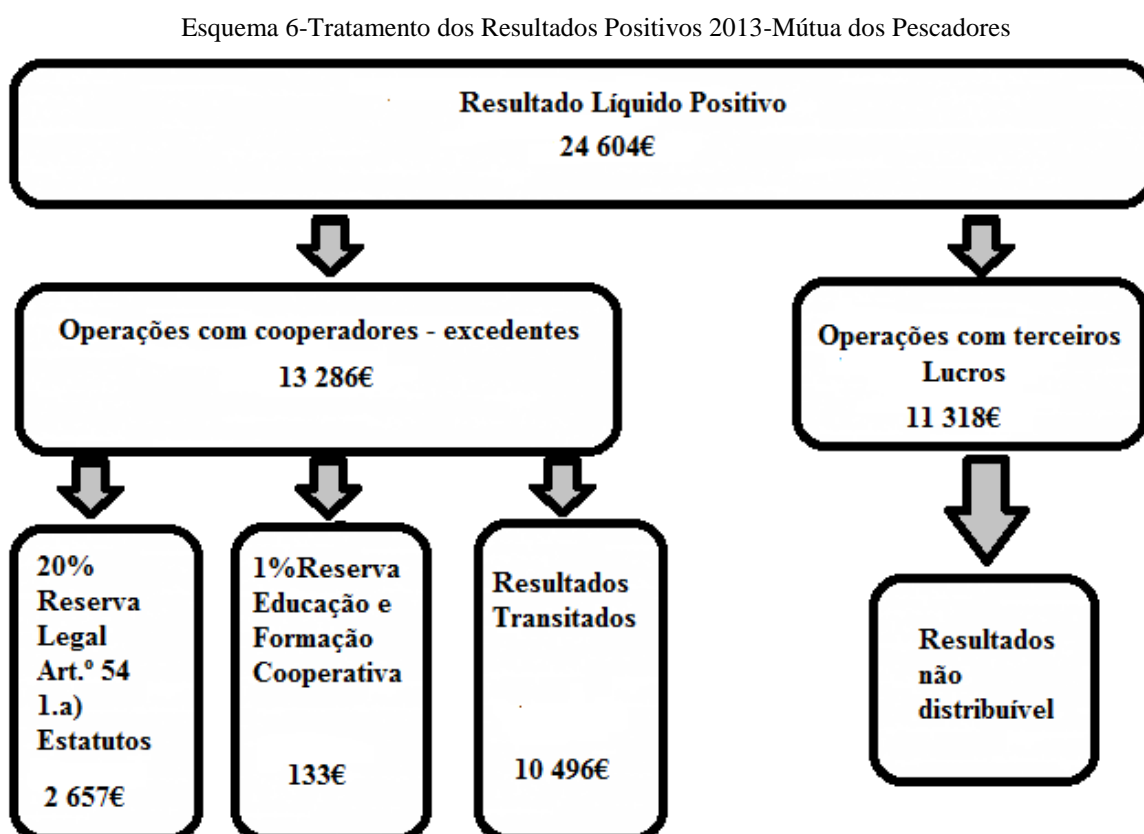 Esquema 6-Tratamento dos Resultados Positivos 2013-Mútua dos Pescadores
Resultado Líquido Positivo
24 604€
Operações com cooperadores - excedentes
13 286€
Operações com terceiros
Lucros
11 318€
20%
Reserva
Legal
Art.º 54
1.a)
Estatutos
2 657€
1%Reserva
Educação e
Formação
Cooperativa
133€
Resultados
Transitados
10 496€
Resultados
não
distribuível